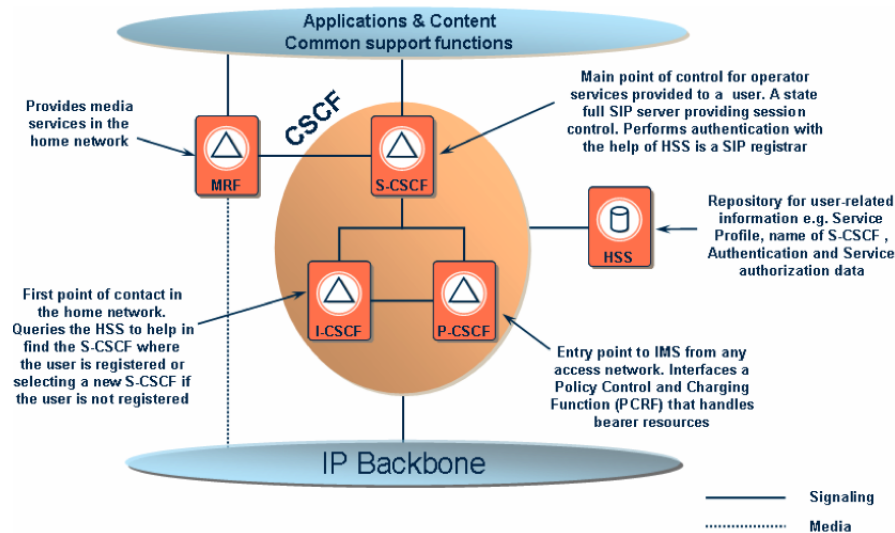 Applications & Content
Common support functions
Main point of control for operator
services provided to a user. A state
full SIP server providing session
control. Performs authentication with
the help of HSS is a SIP registrar
Provides media
services in the
home network
CSCF
MRF
S-CSCF
HSS
Repository for user-related
information e.g. Service
Profile, name of S-CSCF ,
Authentication and Service
authorization data
First point of contact in
the home network.
Queries the HSS to help in
find the S-CSCF where
the user is registered or
selecting a new S-CSCF if
the user is not registered
I-CSCF
P-CSCF
Entry point to IMS from any
access network. Interfaces a
Policy Control and Charging
Function (PCRF) that handles
bearer resources
IP Backbone
Signaling
Media